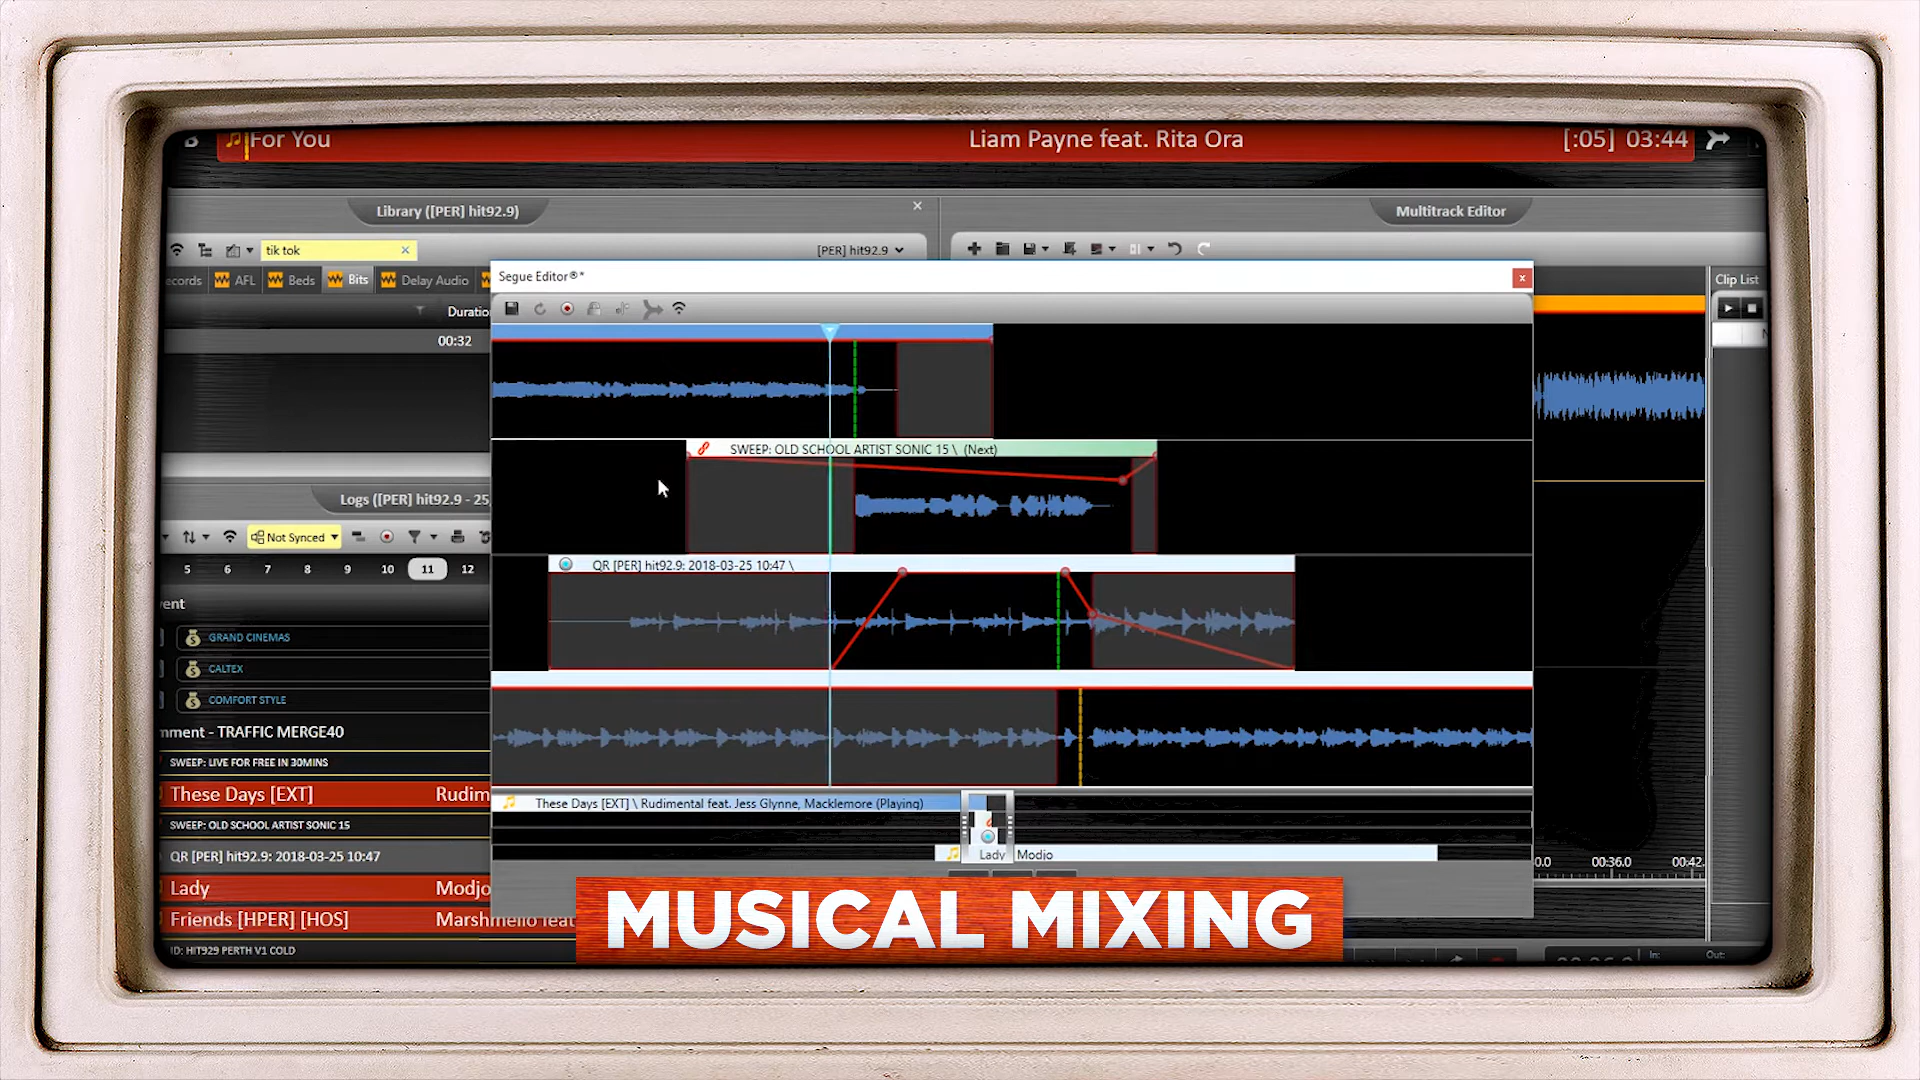 For You Liam Payne feat. Rita Ora [:05] 03:44
Library ([PER] hit92.9)
Multitrack Editor
tik tok
[PER] hit92.9
ecords AFL Beds Bits Delay Audio
Duratio
00:32
Segue Editor®*
Clip List
SWEEP: OLD SCHOOL ARTIST SONIC 15 \ (Next)
Logs ([PER] hit92.9 - 25,
Not Synced
5 6 7 8 9 10 11 12
QR [PER] hit92.9: 2018-03-25 10:47 \
ent
GRAND CINEMAS
CALTEX
COMFORT STYLE
nment - TRAFFIC MERGE40
SWEEP: LIVE FOR FREE IN 30MINS
These Days [EXT] Rudim
These Days [EXT] \ Rudimental feat. Jess Glynne, Macklemore (Playing)
SWEEP: OLD SCHOOL ARTIST SONIC 15
QR [PER] hit92.9: 2018-03-25 10:47
Lady Modjo
0.0 00:36.0 00:42.
Lady Modjo
Friends [HPER] [HOS] Marshmello feat
MUSICAL MIXING
ID: HIT929 PERTH V1 COLD
In: Out: